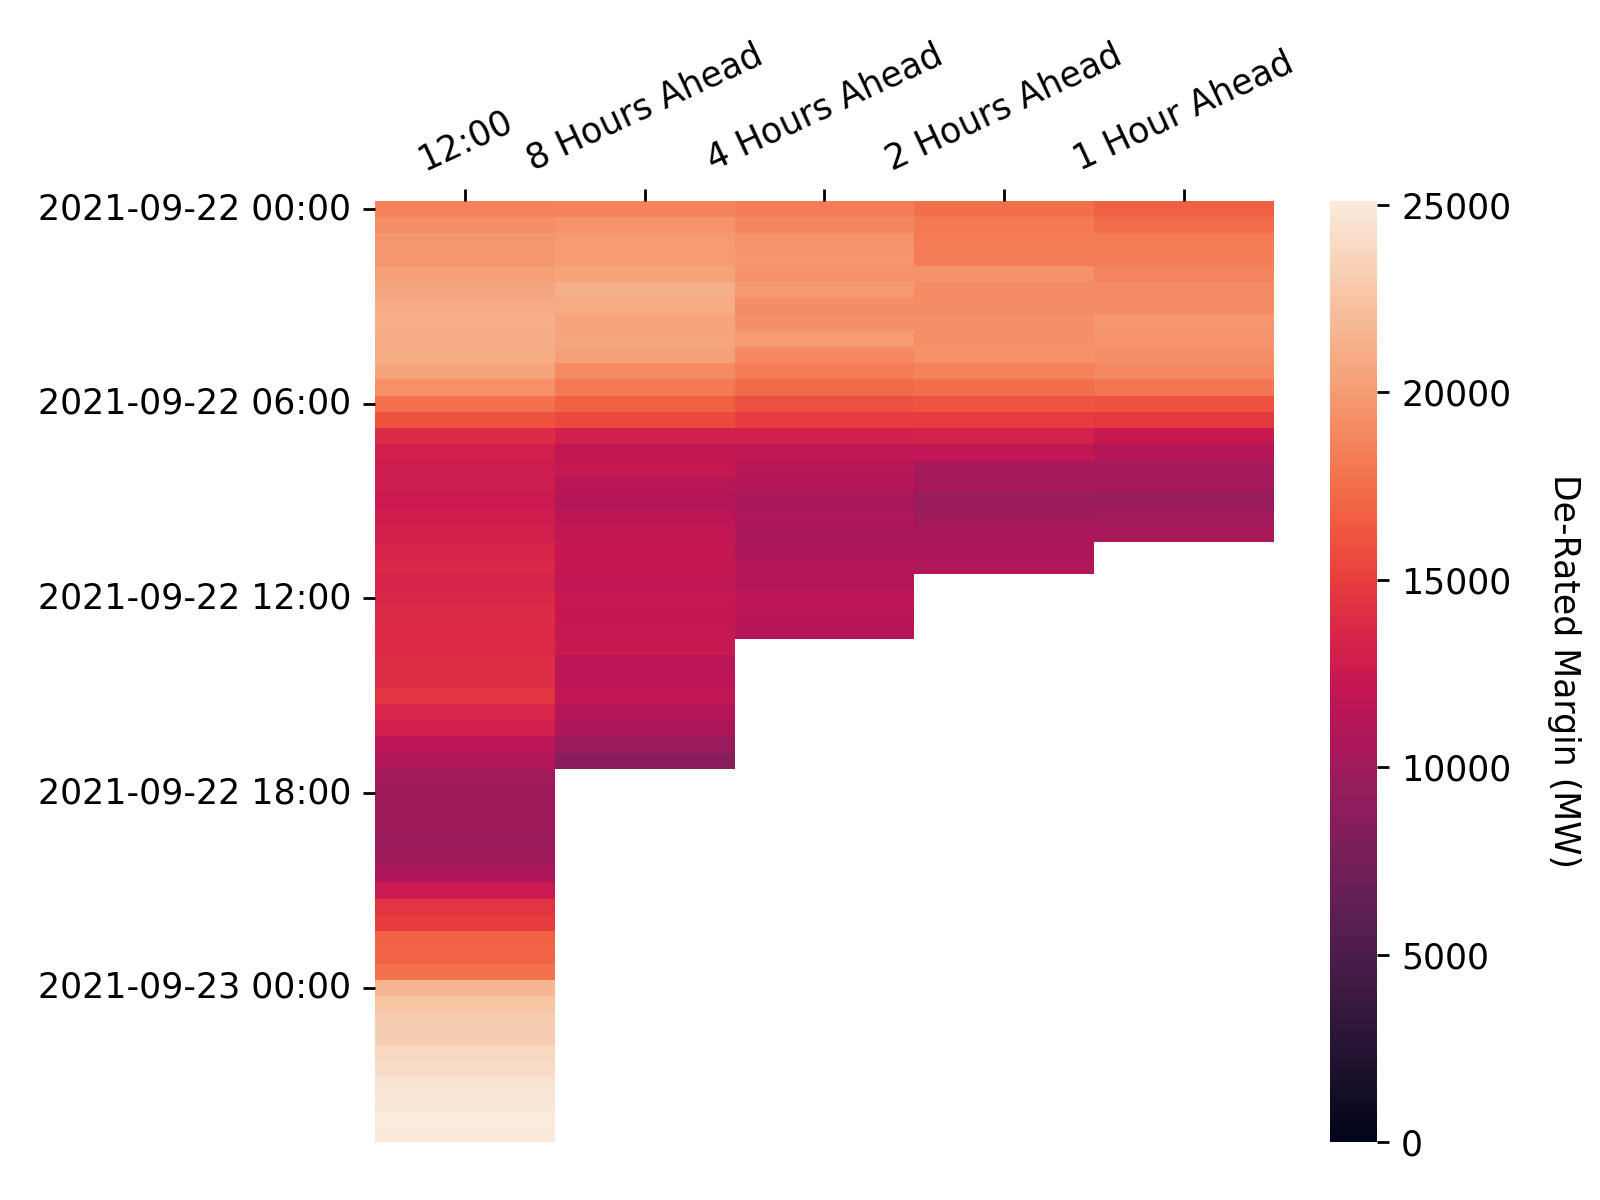 12:00
8 Hours Ahead
4 Hours Ahead
2 Hours Ahead
1 Hour Ahead
2021-09-22 00:00
2021-09-22 06:00
2021-09-22 12:00
2021-09-22 18:00
2021-09-23 00:00
25000
20000
15000
10000
5000
0
De-Rated Margin (MW)